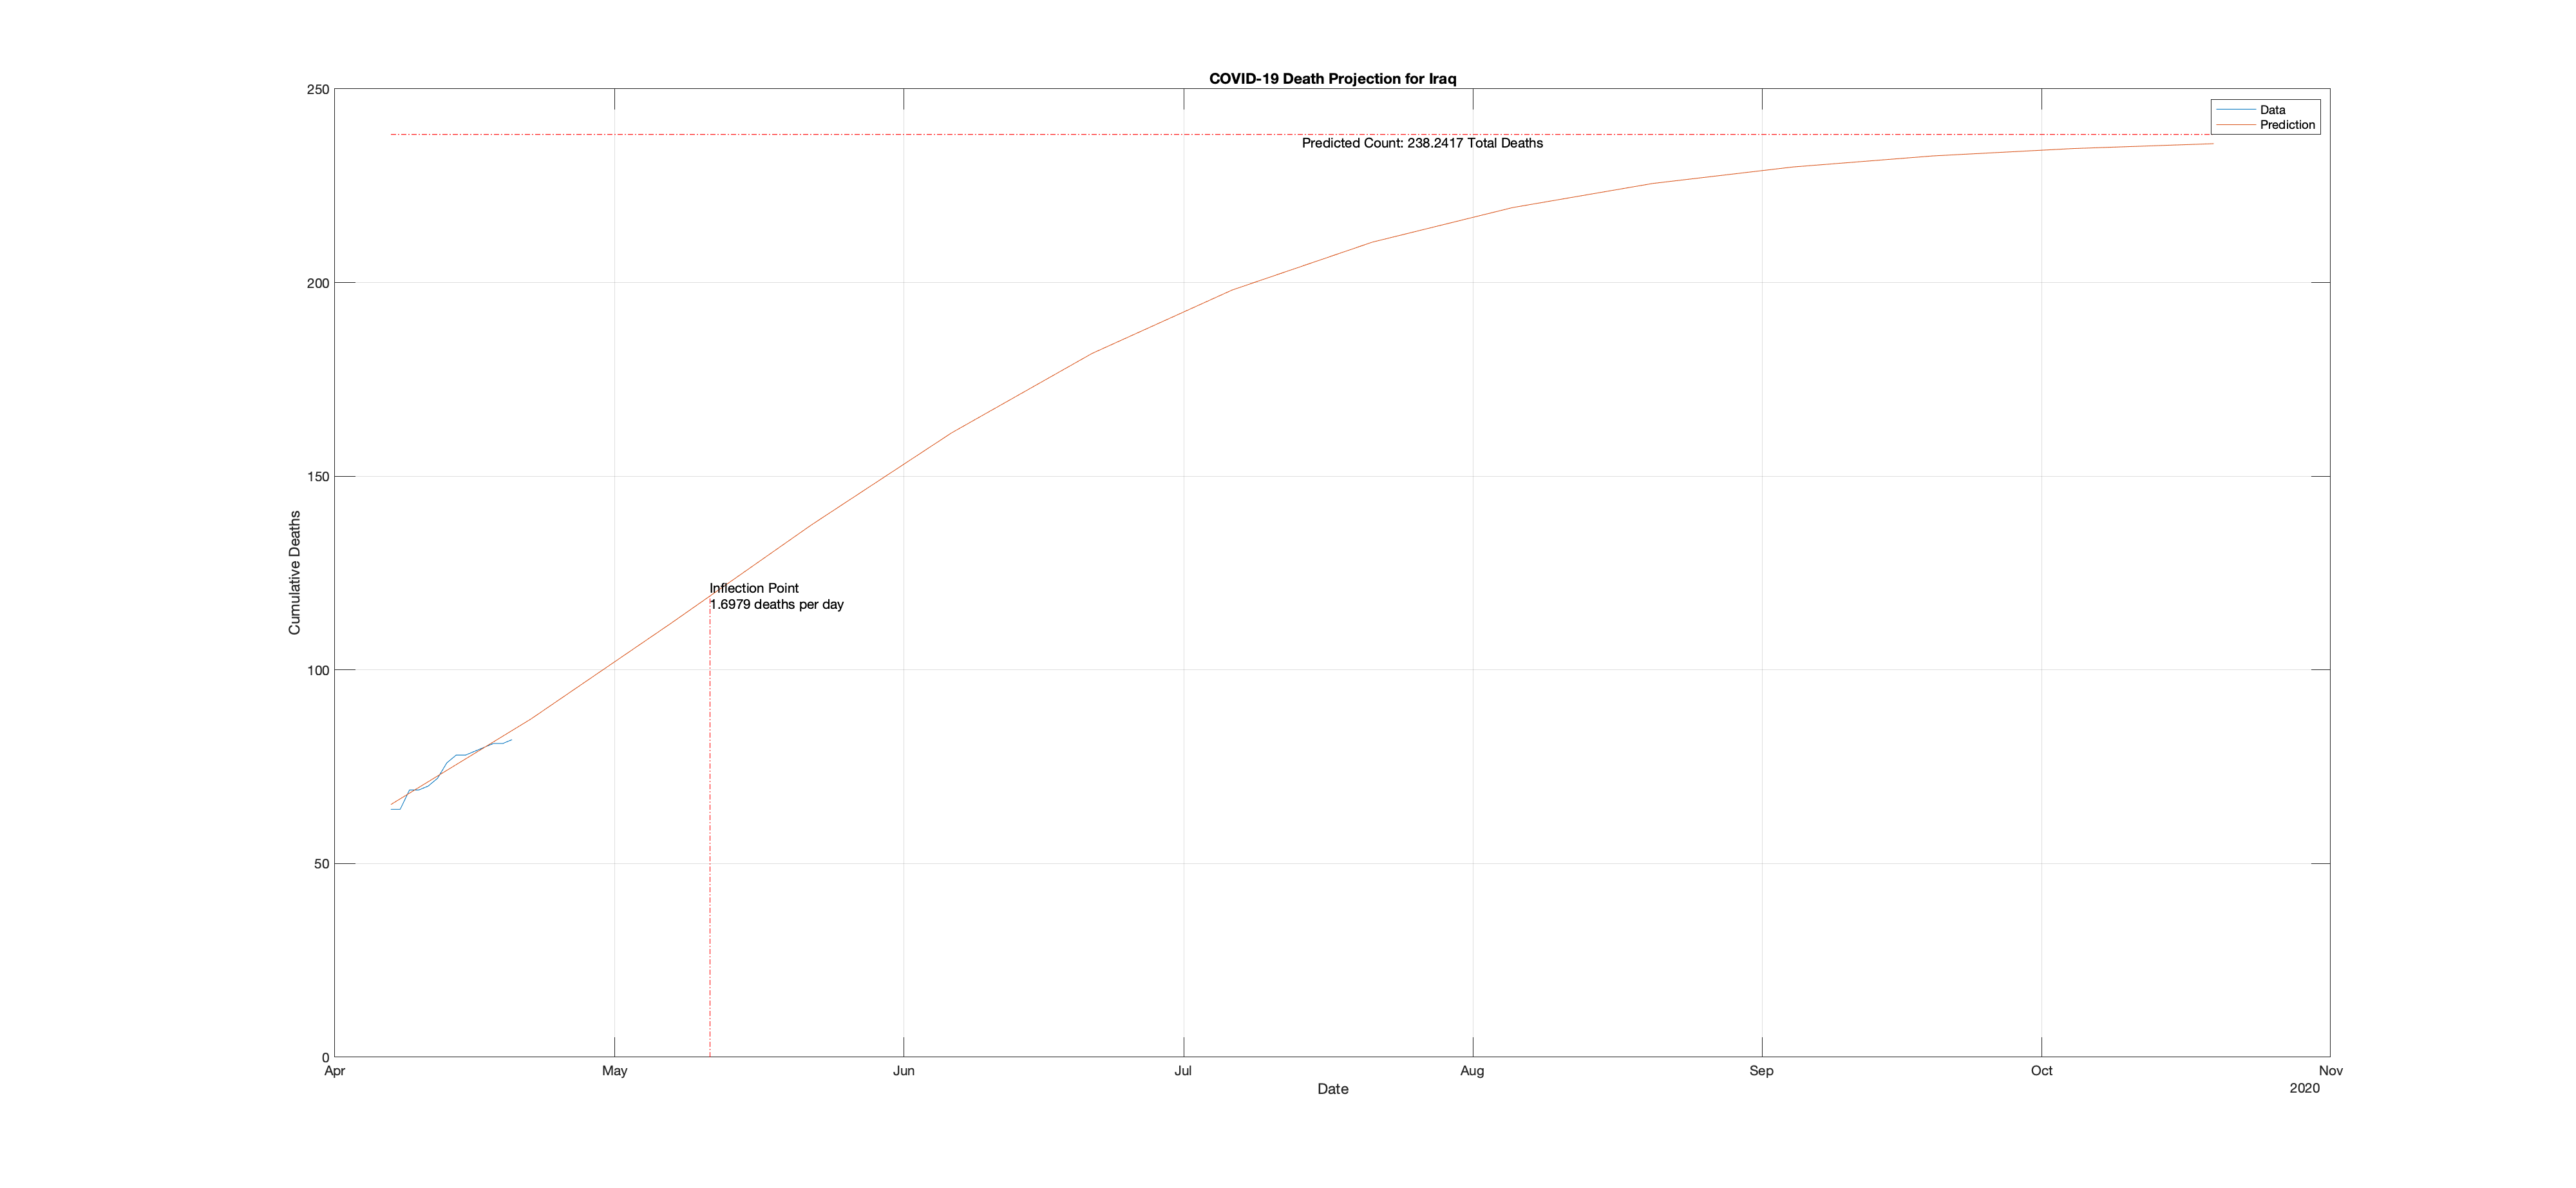 COVID-19 Death Projection for Iraq
250
200
150
100
50
0
Cumulative Deaths
Data
Prediction
Predicted Count: 238.2417 Total Deaths
Inflection Point
1.6979 deaths per day
Apr May Jun Jul Aug Sep Oct Nov
2020
Date